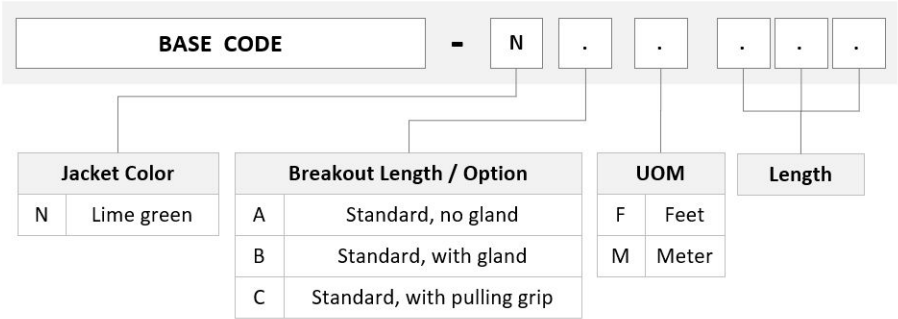 BASE CODE - N . . . . .
Jacket Color
N Lime green
Breakout Length / Option
A Standard, no gland
B Standard, with gland
C Standard, with pulling grip
UOM
F Feet
M Meter
Length